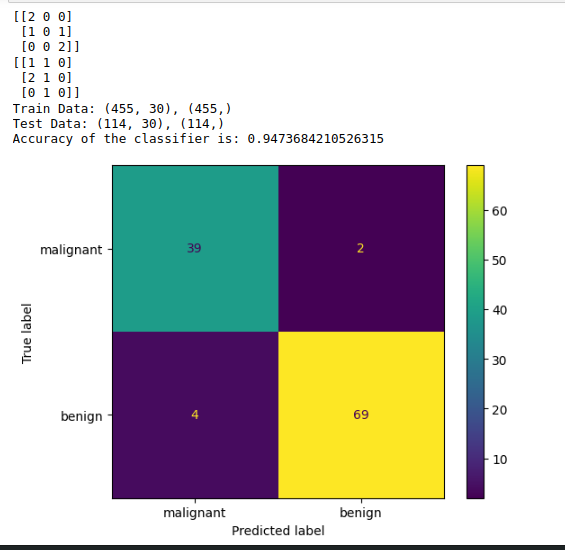 [[2 0 0]
 [1 0 1]
 [0 0 2]]
[[1 1 0]
 [2 1 0]
 [0 1 0]]
Train Data: (455, 30), (455,)
Test Data: (114, 30), (114,)
Accuracy of the classifier is: 0.9473684210526315
malignant
39
2
benign
4
69
malignant
benign
Predicted label
True label
60
50
40
30
20
10